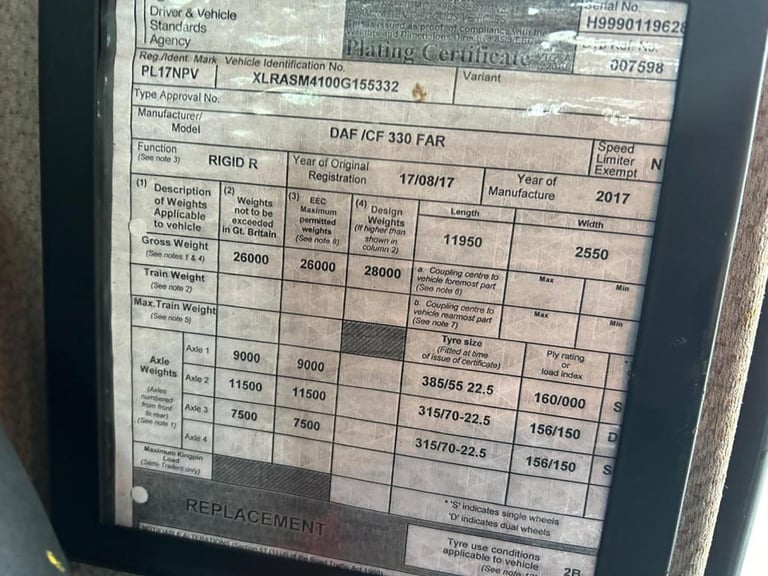 Driver & Vehicle
Standards
Agency
Plating Certificate
Serial No.
H9990119628
007598
Reg./Ident. Mark Vehicle Identification No.
PL17NPV XLRASM4100G155332
Variant
Type Approval No.
Manufacturer/
Model
DAF /CF 330 FAR
Speed
Limiter
Exempt N
Function
(See note 3)
RIGID R
Year of Original
Registration
17/08/17
Year of
Manufacture
2017
(1) Description
of Weights
Applicable
to vehicle
(2) Weights
not to be
exceeded
in Gt. Britain
(3) EEC
Maximum
permitted
weights
(See note 8)
(4) Design
Weights
(If higher than
shown in
column 2)
Length
11950
Width
2550
Gross Weight
(See notes 1 & 4)
26000 26000 28000
a. Coupling centre to
vehicle foremost part
(See note 6)
Max Min
Train Weight
(See note 2)
b. Coupling centre to
vehicle rearmost part
(See note 7)
Max Min
Max.Train Weight
(See note 5)
Tyre size
(Fitted at time
of issue of certificate)
Ply rating
or
load index
Axle
Weights
(Axles
numbered
from front
to rear)
(See note 1)
Axle 1 9000 9000 385/55 22.5 160/000 S
Axle 2 11500 11500 315/70-22.5 156/150 D
Axle 3 7500 7500 315/70-22.5 156/150 S
Axle 4
Maximum Kingpin
Load
(Semi-Trailers only)
* 'S' indicates single wheels
'D' indicates dual wheels
REPLACEMENT
Tyre use conditions
applicable to vehicle
2B